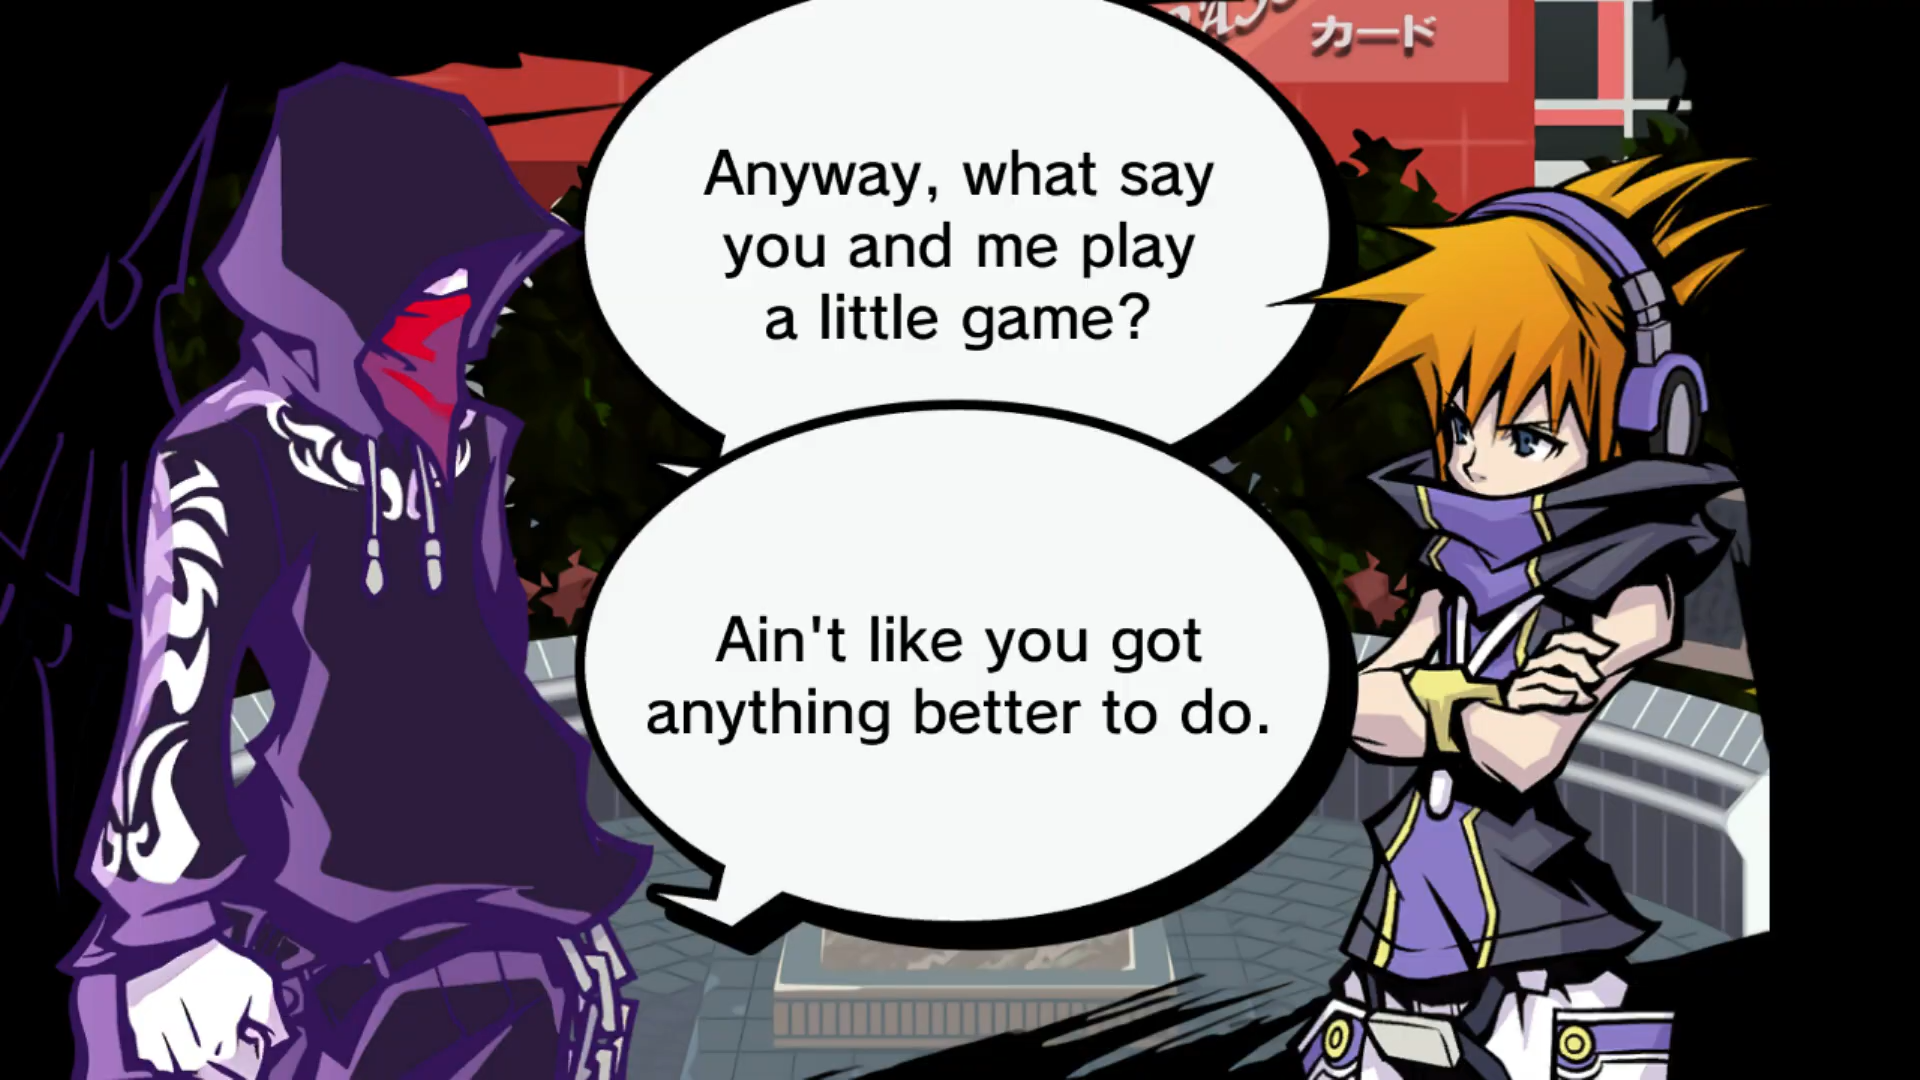 カード
Anyway, what say
you and me play
a little game?
Ain't like you got
anything better to do.